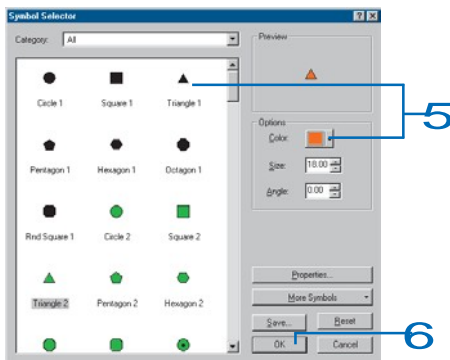 Symbol Selector
Category: All
Preview
Circle 1 Square 1 Triangle 1
5
Options
Color:
Pentagon 1 Hexagon 1 Octagon 1
Size: 18.00
Angle: 0.00
Rnd Square 1 Circle 2 Square 2
Triangle 2 Pentagon 2 Hexagon 2
Properties...
More Symbols
Save... Reset
OK Cancel
6